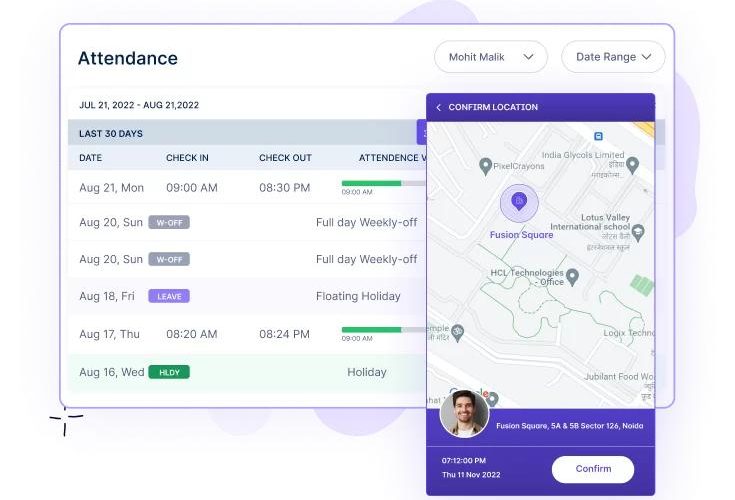 Attendance
Mohit Malik
Date Range
JUL 21, 2022 - AUG 21,2022
LAST 30 DAYS
DATE CHECK IN CHECK OUT ATTENDENCE V
Aug 21, Mon 09:00 AM 08:30 PM
09:00 AM
Aug 20, Sun W-OFF Full day Weekly-off
Aug 20, Sun W-OFF Full day Weekly-off
Aug 18, Fri LEAVE Floating Holiday
Aug 17, Thu 08:20 AM 08:24 PM
09:00 AM
Aug 16, Wed HLDY Holiday
CONFIRM LOCATION
India Glycols Limited
इंडिया
PixelCrayons
Fusion Square
Lotus Valley
International school
लोटस वैली
इंटरनेशनल स्कूल
HCL Technologies
- Office
emple
Logix Techno
Jubilant Food Wo
Google
Fusion Square, 5A & 5B Sector 126, Noida
07:12:00 PM
Thu 11 Nov 2022
Confirm